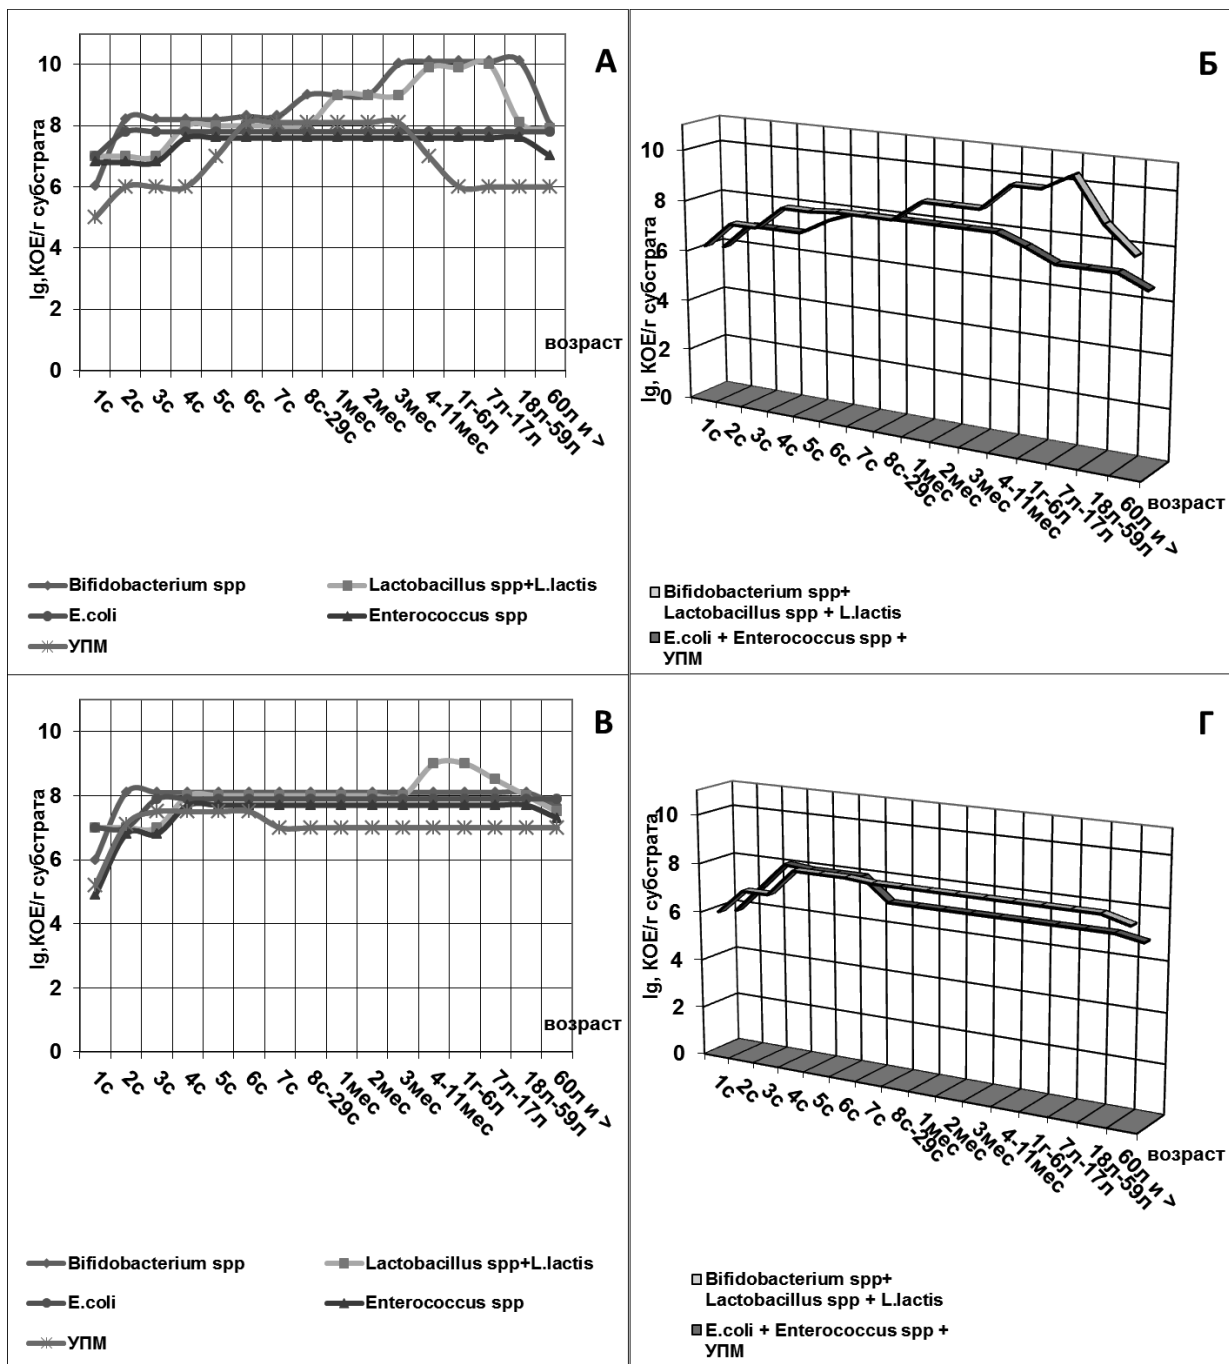 А
10
8
6
4
2
0
lg,КОЕ/г субстрата
возраст
1с
2с
3с
4с
5с
6с
7с
8с-29с
1мес
2мес
3мес
4-11мес
1г-6л
7л-17л
18л-59л
60л и >
Bifidobacterium spp
Lactobacillus spp+L.lactis
E.coli
Enterococcus spp
УПМ
Б
10
8
6
4
2
0
lg, КОЕ/г субстрата
возраст
1с
2с
3с
4с
5с
6с
7с
8с-29с
1мес
2мес
3мес
4-11мес
1г-6л
7л-17л
18л-59л
60л и >
Bifidobacterium spp+
Lactobacillus spp + L.lactis
E.coli + Enterococcus spp +
УПМ
В
10
8
6
4
2
0
lg,КОЕ/г субстрата
возраст
1с
2с
3с
4с
5с
6с
7с
8с-29с
1мес
2мес
3мес
4-11мес
1г-6л
7л-17л
18л-59л
60л и >
Bifidobacterium spp
Lactobacillus spp+L.lactis
E.coli
Enterococcus spp
УПМ
Г
10
8
6
4
2
0
lg, КОЕ/г субстрата
возраст
1с
2с
3с
4с
5с
6с
7с
8с-29с
1мес
2мес
3мес
4-11мес
1г-6л
7л-17л
18л-59л
60л и >
Bifidobacterium spp+
Lactobacillus spp + L.lactis
E.coli + Enterococcus spp +
УПМ